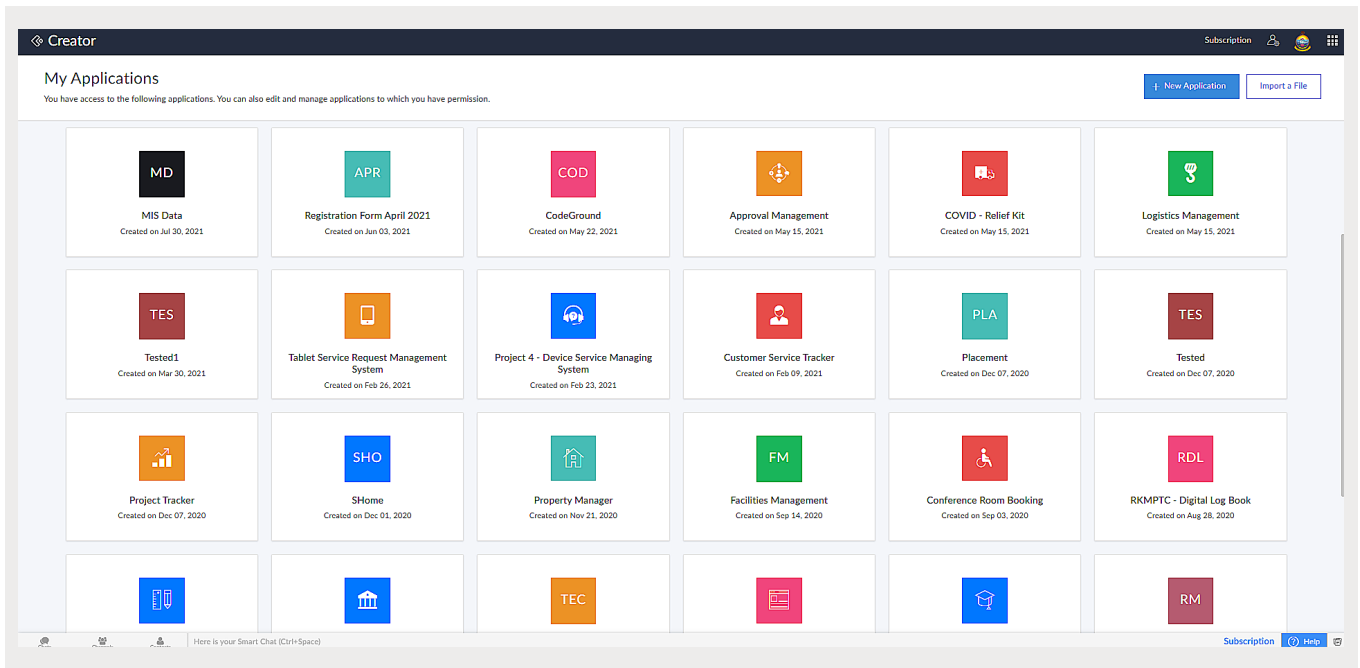 Creator
Subscription
My Applications
You have access to the following applications. You can also edit and manage applications to which you have permission.
+ New Application
Import a File
MD
APR
COD
MIS Data
Registration Form April 2021
CodeGround
Approval Management
COVID - Relief Kit
Logistics Management
Created on Jul 30, 2021
Created on Jun 03, 2021
Created on May 22, 2021
Created on May 15, 2021
Created on May 15, 2021
Created on May 15, 2021
TES
PLA
TES
Tested1
Tablet Service Request Management
System
Project 4 - Device Service Managing
System
Customer Service Tracker
Placement
Tested
Created on Mar 30, 2021
Created on Feb 26, 2021
Created on Feb 23, 2021
Created on Feb 09, 2021
Created on Dec 07, 2020
Created on Dec 07, 2020
SHO
FM
RDL
Project Tracker
SHome
Property Manager
Facilities Management
Conference Room Booking
RKMPTC - Digital Log Book
Created on Dec 07, 2020
Created on Dec 01, 2020
Created on Nov 21, 2020
Created on Sep 14, 2020
Created on Sep 03, 2020
Created on Aug 28, 2020
TEC
RM
Here is your Smart Chat (Ctrl+Space)
Subscription
Help